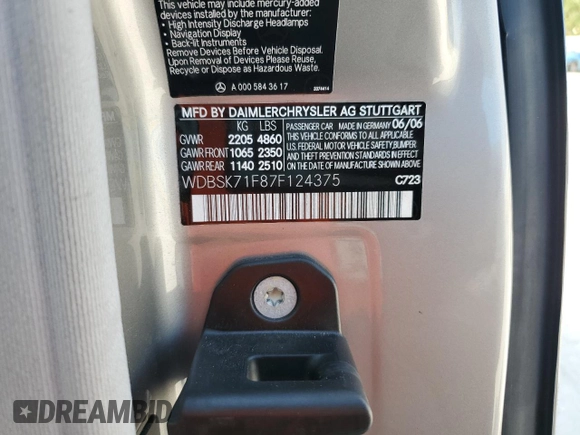 This vehicle may include mercury-added
devices installed by the manufacturer:
• High Intensity Discharge Headlamps
• Navigation Display
• Back-lit Instruments
Remove Devices Before Vehicle Disposal.
Upon Removal of Devices Please Reuse,
Recycle or Dispose as Hazardous Waste.
A 000 584 36 17
MFD BY DAIMLERCHRYSLER AG STUTTGART
KG LBS
GVWR 2205 4860
GAWR FRONT 1065 2350
GAWR REAR 1140 2510
PASSENGER CAR MADE IN GERMANY 06/06
THIS VEHICLE CONFORMS TO ALL APPLICABLE
U.S. FEDERAL MOTOR VEHICLE SAFETY, BUMPER
AND THEFT PREVENTION STANDARDS IN EFFECT
ON THE DATE OF MANUFACTURE SHOWN ABOVE.
WDBSK71F87F124375
C723
DREAMBID